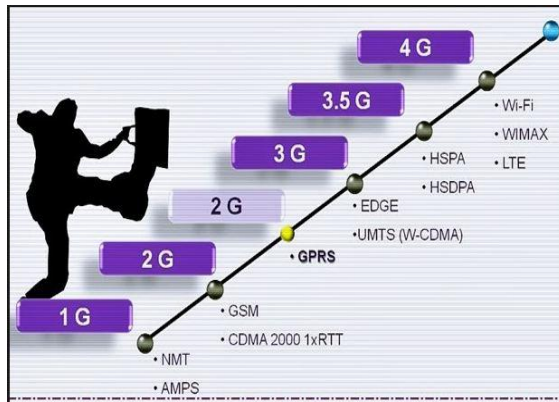 4 G
3.5 G
• Wi-Fi
• WIMAX
• LTE
3 G
• HSPA
• HSDPA
2 G
• EDGE
•UMTS (W-CDMA)
2 G
• GPRS
1 G
• GSM
• CDMA 2000 1xRTT
• NMT
• AMPS